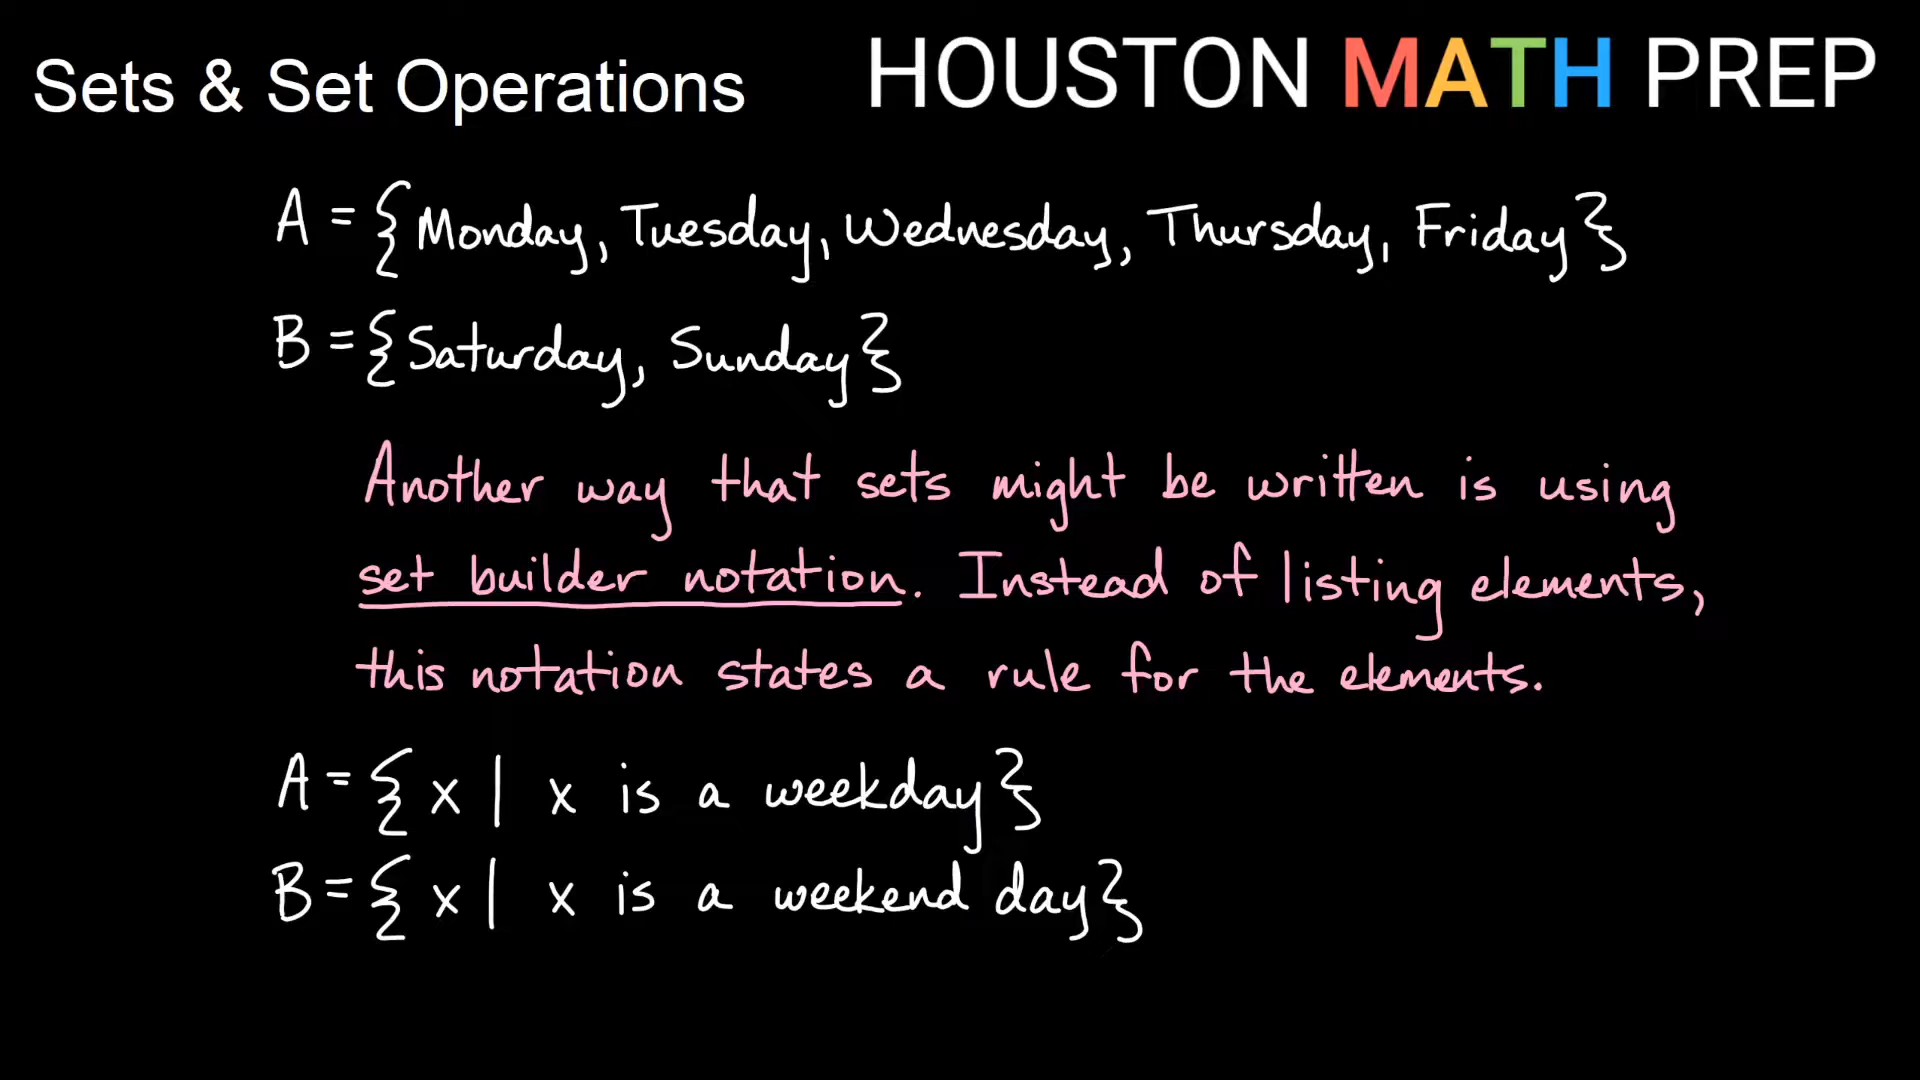 Sets & Set Operations
HOUSTON MATH PREP
A = {Monday, Tuesday, Wednesday, Thursday, Friday}
B = {Saturday, Sunday}
Another way that sets might be written is using
set builder notation. Instead of listing elements,
this notation states a rule for the elements.
A = { x | x is a weekday}
B = { x | x is a weekend day}